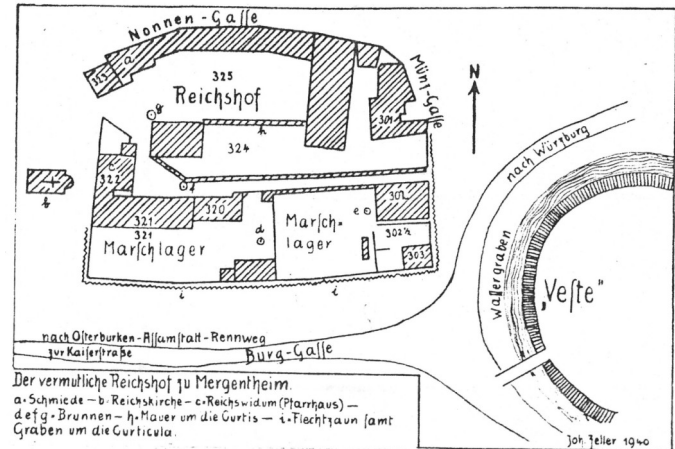 Nonnen-Gasse
Münz-Gasse
N
323
a
325
Reichshof
g
h
301
324
nach Würzburg
c
322
b
f
321
320
302
321
Marschlager
d
Marsch-
lager
e
302½
303
Wassergraben
„Veste"
i
i
nach Osterburken-Assamstatt-Rennweg
zur Kaiserstraße
Burg-Gasse
Der vermutliche Reichshof zu Mergentheim.
a·Schmiede — b·Reichskirche — c·Reichswidum (Pfarrhaus) —
defg·Brunnen — h·Mauer um die Curtis — i·Flechtzaun samt
Graben um die Curticula.
Joh. Zeller 1940